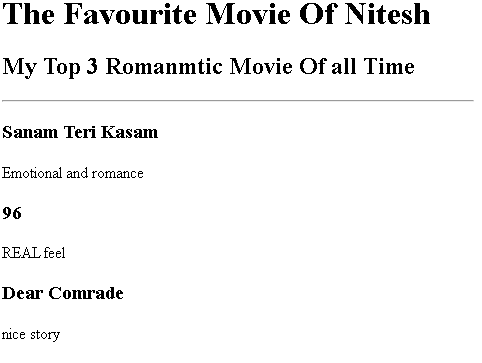 The Favourite Movie Of Nitesh
My Top 3 Romanmtic Movie Of all Time
Sanam Teri Kasam
Emotional and romance
96
REAL feel
Dear Comrade
nice story